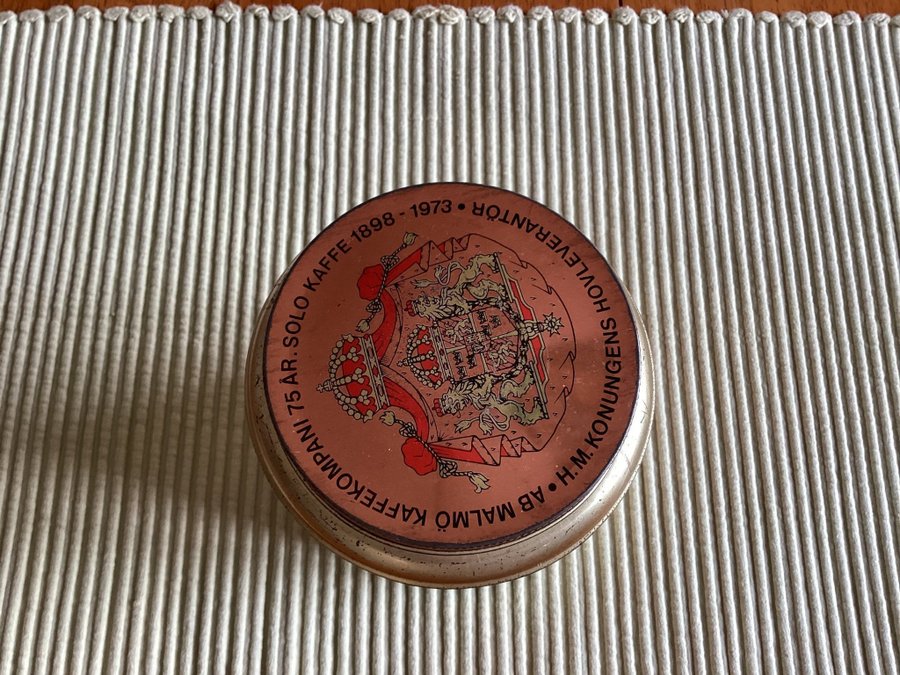 AB MALMÖ KAFFEKOMPANI 75 ÅR. SOLO KAFFE 1898 - 1973 •
H.M. KONUNGENS HOVLEVERANTÖR •